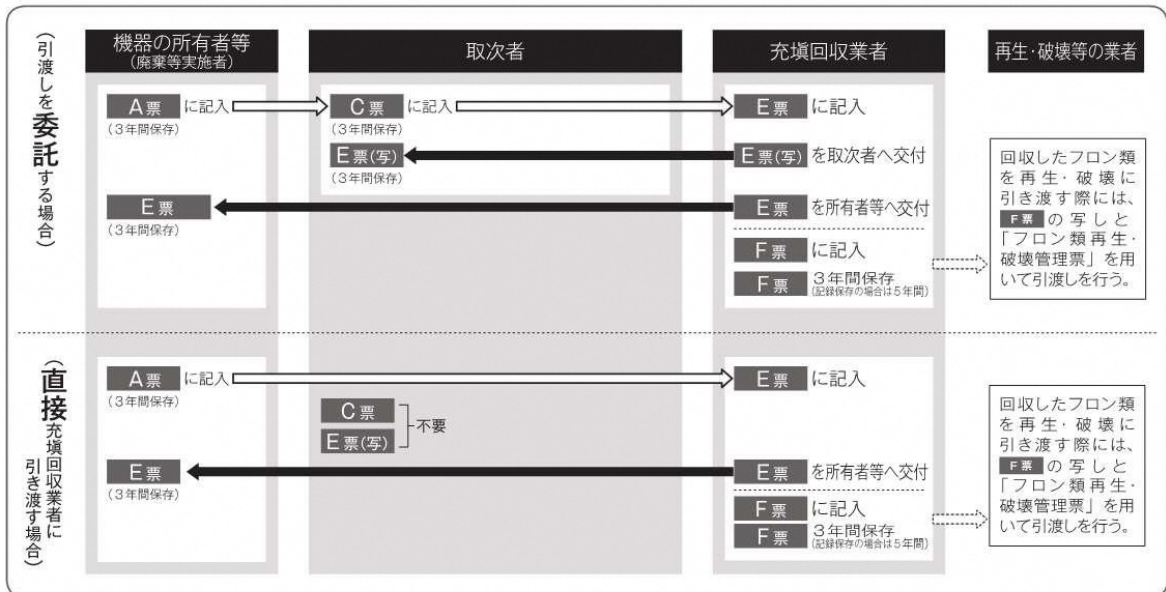 機器の所有者等
(廃棄等実施者)
取次者
充塡回収業者
再生・破壊等の業者
(引渡しを委託する場合)
A票 に記入
(3年間保存)
C票 に記入
(3年間保存)
E票 に記入
E票(写)
(3年間保存)
E票(写) を取次者へ交付
E票
(3年間保存)
E票 を所有者等へ交付
F票 に記入
F票 3年間保存
(記録保存の場合は5年間)
回収したフロン類
を再生・破壊に
引き渡す際には、
F票 の写しと
「フロン類再生・
破壊管理票」を用
いて引渡しを行う。
(直接充塡回収業者に
引き渡す場合)
A票 に記入
(3年間保存)
E票 に記入
C票
E票(写)
不要
E票
(3年間保存)
E票 を所有者等へ交付
F票 に記入
F票 3年間保存
(記録保存の場合は5年間)
回収したフロン類
を再生・破壊に
引き渡す際には、
F票 の写しと
「フロン類再生・
破壊管理票」を用
いて引渡しを行う。